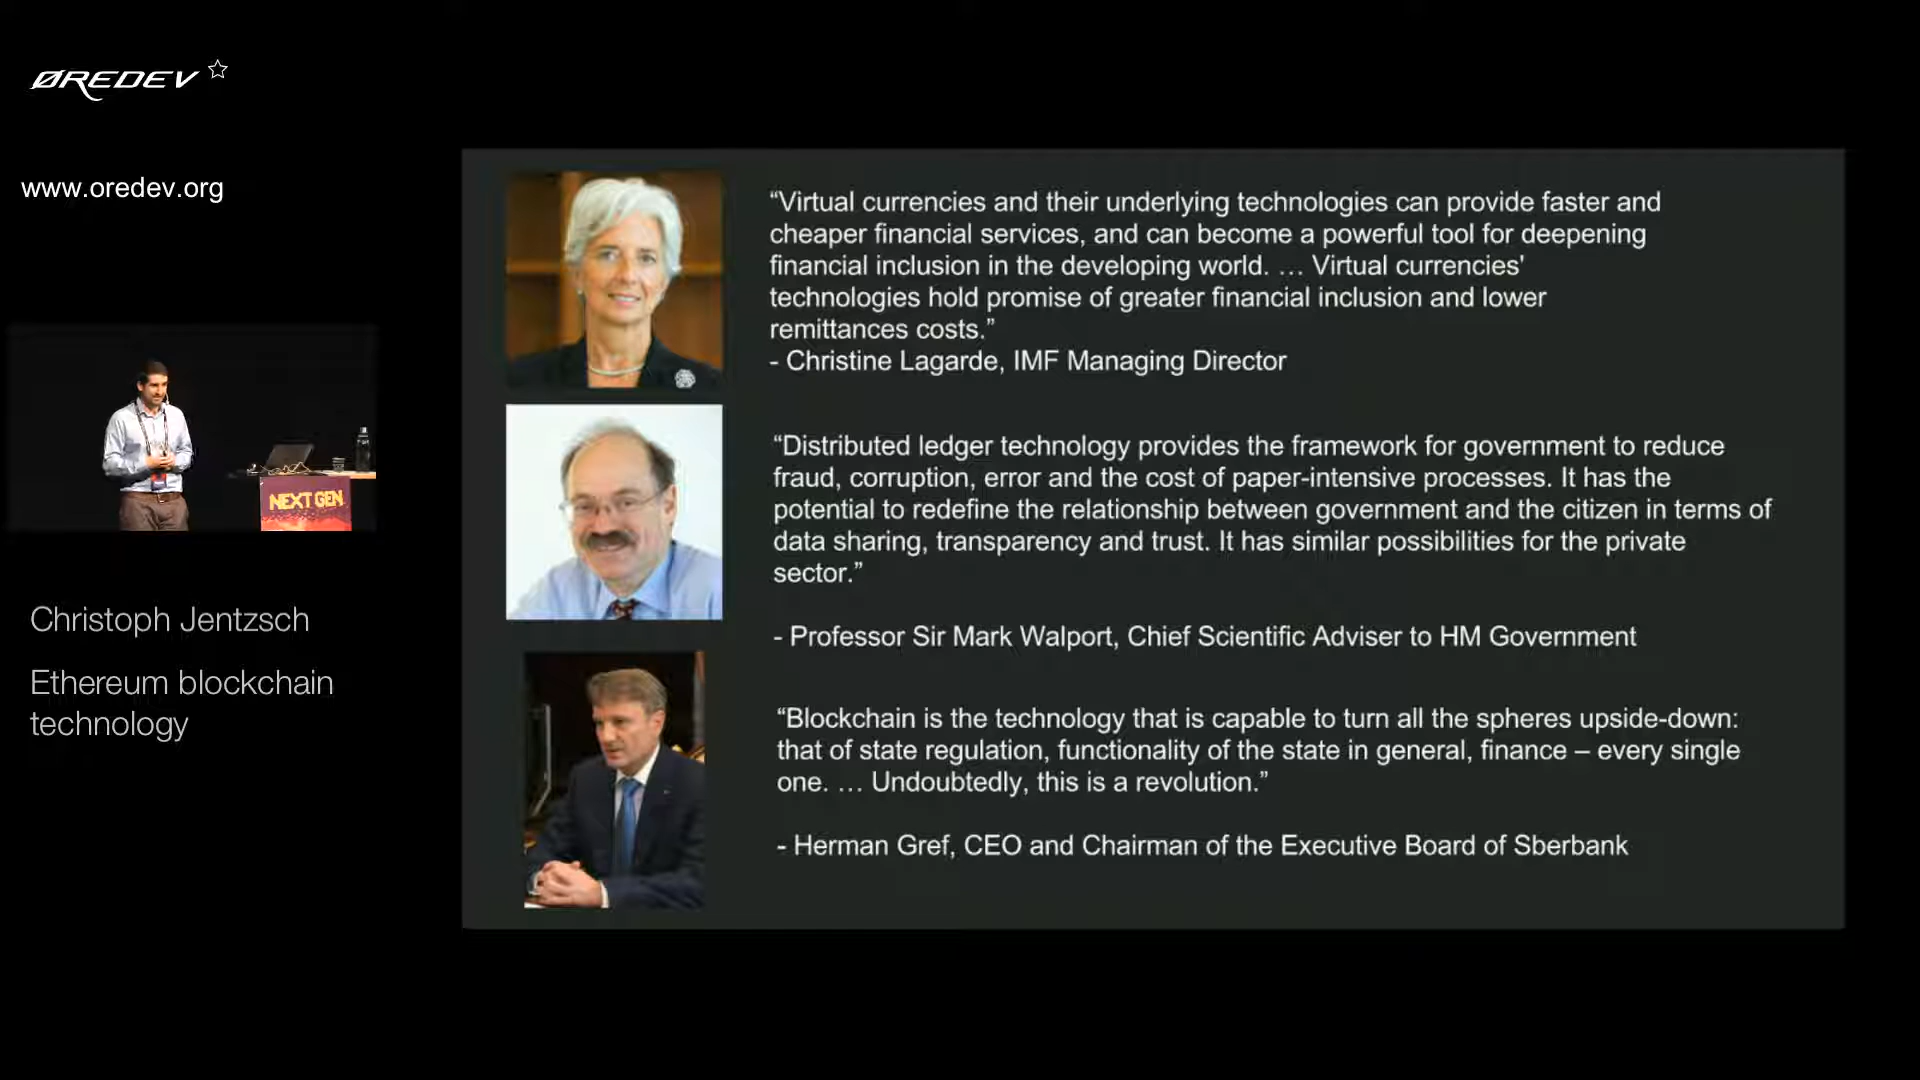 ØREDEV
www.oredev.org
“Virtual currencies and their underlying technologies can provide faster and
cheaper financial services, and can become a powerful tool for deepening
financial inclusion in the developing world. … Virtual currencies'
technologies hold promise of greater financial inclusion and lower
remittances costs.”
- Christine Lagarde, IMF Managing Director
“Distributed ledger technology provides the framework for government to reduce
fraud, corruption, error and the cost of paper-intensive processes. It has the
potential to redefine the relationship between government and the citizen in terms of
data sharing, transparency and trust. It has similar possibilities for the private
sector.”
- Professor Sir Mark Walport, Chief Scientific Adviser to HM Government
“Blockchain is the technology that is capable to turn all the spheres upside-down:
that of state regulation, functionality of the state in general, finance – every single
one. … Undoubtedly, this is a revolution.”
- Herman Gref, CEO and Chairman of the Executive Board of Sberbank
NEXT GEN
Christoph Jentzsch
Ethereum blockchain
technology